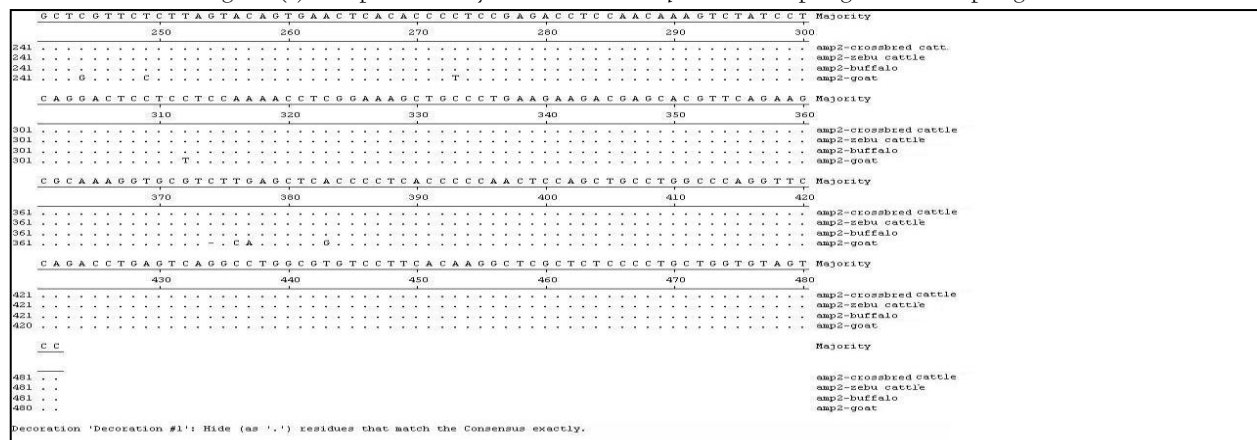 G C T C G T T C T C T T A G T A C A G T G A A C T C A C A C C C C T C C G A G A C C T C C A A C A A A G T C T A T C C T Majority
250 260 270 280 290 300
241 . . . . . . . . . . . . . . . . . . . . . . . . . . . . . . . . . . . . . . . . . . . . . . . . . . . . . . . . . . . . amp2-crossbred catt.
241 . . . . . . . . . . . . . . . . . . . . . . . . . . . . . . . . . . . . . . . . . . . . . . . . . . . . . . . . . . . . amp2-zebu cattle
241 . . . . . . . . . . . . . . . . . . . . . . . . . . . . . . . . . . . . . . . . . . . . . . . . . . . . . . . . . . . . amp2-buffalo
241 . . . G . . . . C . . . . . . . . . . . . . . . . . . . . . . . T . . . . . . . . . . . . . . . . . . . . . . . . . . . amp2-goat
C A G G A C T C C T C C T C C A A A A C C T C G G A A A G C T G C C C T G A A G A A G A C G A G C A C G T T C A G A A G Majority
310 320 330 340 350 360
301 . . . . . . . . . . . . . . . . . . . . . . . . . . . . . . . . . . . . . . . . . . . . . . . . . . . . . . . . . . . . amp2-crossbred cattle
301 . . . . . . . . . . . . . . . . . . . . . . . . . . . . . . . . . . . . . . . . . . . . . . . . . . . . . . . . . . . . amp2-zebu cattle
301 . . . . . . . . . . . . . . . . . . . . . . . . . . . . . . . . . . . . . . . . . . . . . . . . . . . . . . . . . . . . amp2-buffalo
301 . . . . . . . . . . . T . . . . . . . . . . . . . . . . . . . . . . . . . . . . . . . . . . . . . . . . . . . . . . . . amp2-goat
C G C A A A G G T G C G T C T T G A G C T C A C C C C T C A C C C C C A A C T C C A G C T G C C T G G C C C A G G T T C Majority
370 380 390 400 410 420
361 . . . . . . . . . . . . . . . . . . . . . . . . . . . . . . . . . . . . . . . . . . . . . . . . . . . . . . . . . . . . amp2-crossbred cattle
361 . . . . . . . . . . . . . . . . . . . . . . . . . . . . . . . . . . . . . . . . . . . . . . . . . . . . . . . . . . . . amp2-zebu cattle
361 . . . . . . . . . . . . . . . . . . . . . . . . . . . . . . . . . . . . . . . . . . . . . . . . . . . . . . . . . . . . amp2-buffalo
361 . . . . . . . . . . . . . - . C A . . . . . G . . . . . . . . . . . . . . . . . . . . . . . . . . . . . . . . . . . . . amp2-goat
C A G A C C T G A G T C A G G C C T G G C G T G T C C T T C A C A A G G C T C G C T C T C C C C T G C T G G T G T A G T Majority
430 440 450 460 470 480
421 . . . . . . . . . . . . . . . . . . . . . . . . . . . . . . . . . . . . . . . . . . . . . . . . . . . . . . . . . . . . amp2-crossbred cattle
421 . . . . . . . . . . . . . . . . . . . . . . . . . . . . . . . . . . . . . . . . . . . . . . . . . . . . . . . . . . . . amp2-zebu cattle
421 . . . . . . . . . . . . . . . . . . . . . . . . . . . . . . . . . . . . . . . . . . . . . . . . . . . . . . . . . . . . amp2-buffalo
420 . . . . . . . . . . . . . . . . . . . . . . . . . . . . . . . . . . . . . . . . . . . . . . . . . . . . . . . . . . . . amp2-goat
C C Majority
481 . . amp2-crossbred cattle
481 . . amp2-zebu cattle
481 . . amp2-buffalo
480 . . amp2-goat
Decoration 'Decoration #1': Hide (as '.') residues that match the Consensus exactly.